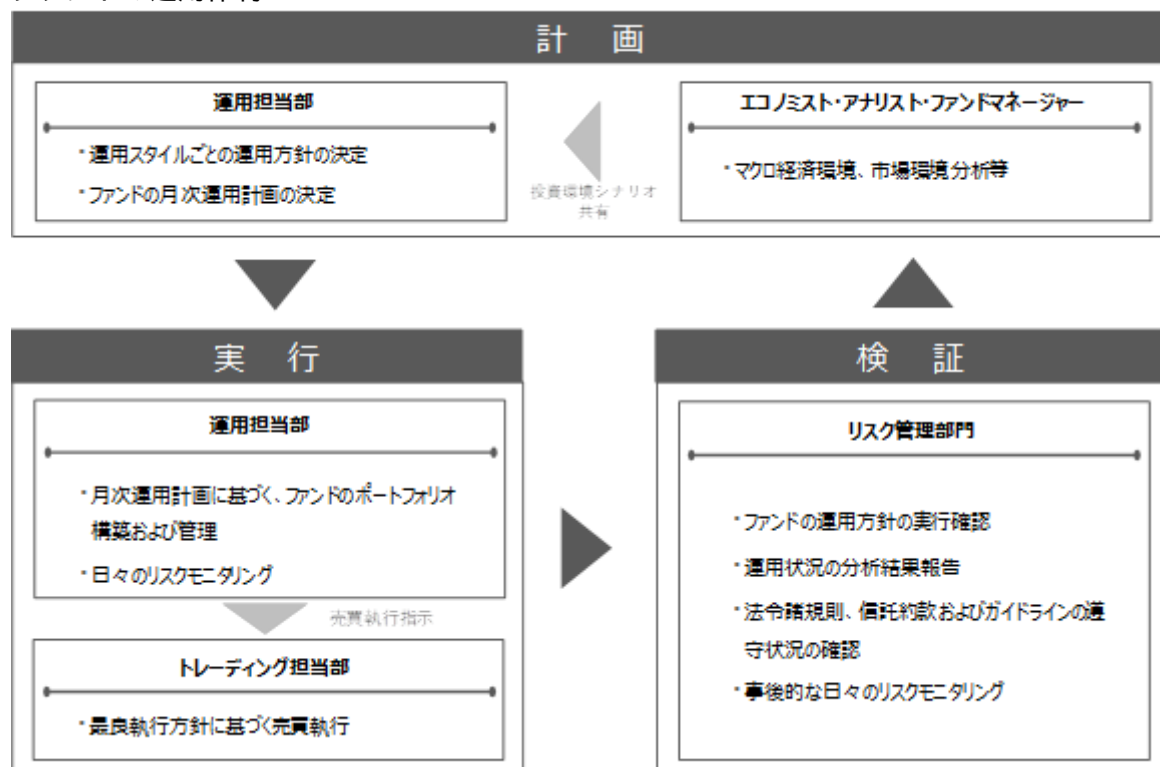 計 画
運用担当部
・運用スタイルごとの運用方針の決定
・ファンドの月次運用計画の決定
投資環境シナリオ
共有
エコノミスト・アナリスト・ファンドマネージャー
・マクロ経済環境、市場環境分析等
実 行
運用担当部
・月次運用計画に基づく、ファンドのポートフォリオ
構築および管理
・日々のリスクモニタリング
売買執行指示
トレーディング担当部
・最良執行方針に基づく売買執行
検 証
リスク管理部門
・ファンドの運用方針の実行確認
・運用状況の分析結果報告
・法令諸規則、信託約款およびガイドラインの遵
守状況の確認
・事後的な日々のリスクモニタリング